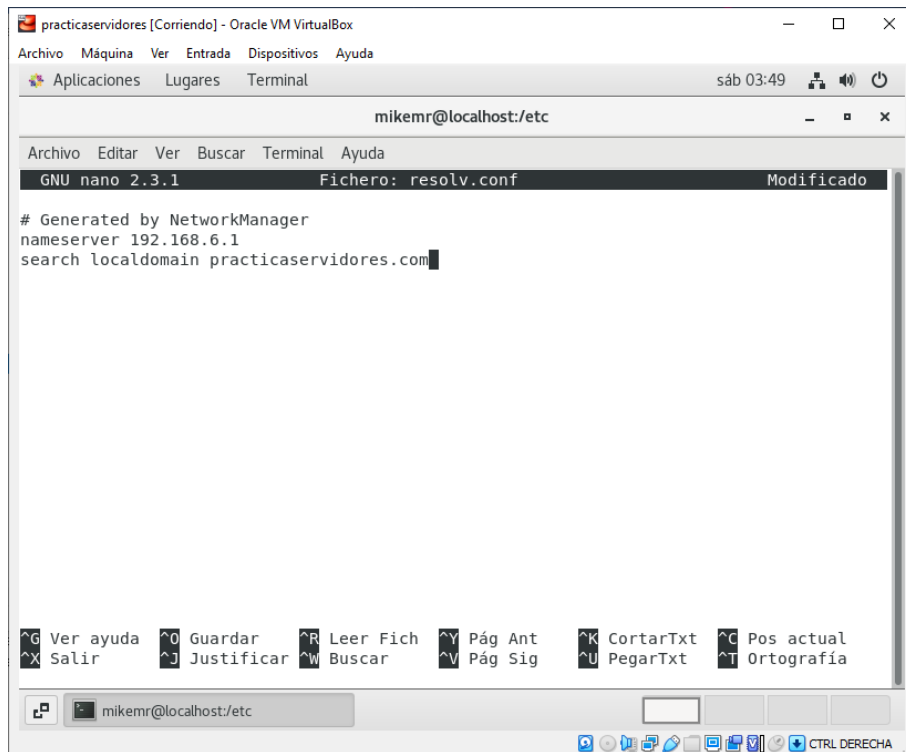 practicaservidores [Corriendo] - Oracle VM VirtualBox
Archivo Máquina Ver Entrada Dispositivos Ayuda
Aplicaciones Lugares Terminal sáb 03:49
mikemr@localhost:/etc
Archivo Editar Ver Buscar Terminal Ayuda
GNU nano 2.3.1 Fichero: resolv.conf Modificado
# Generated by NetworkManager
nameserver 192.168.6.1
search localdomain practicaservidores.com
^G Ver ayuda ^O Guardar ^R Leer Fich ^Y Pág Ant ^K CortarTxt ^C Pos actual
^X Salir ^J Justificar ^W Buscar ^V Pág Sig ^U PegarTxt ^T Ortografía
mikemr@localhost:/etc
CTRL DERECHA